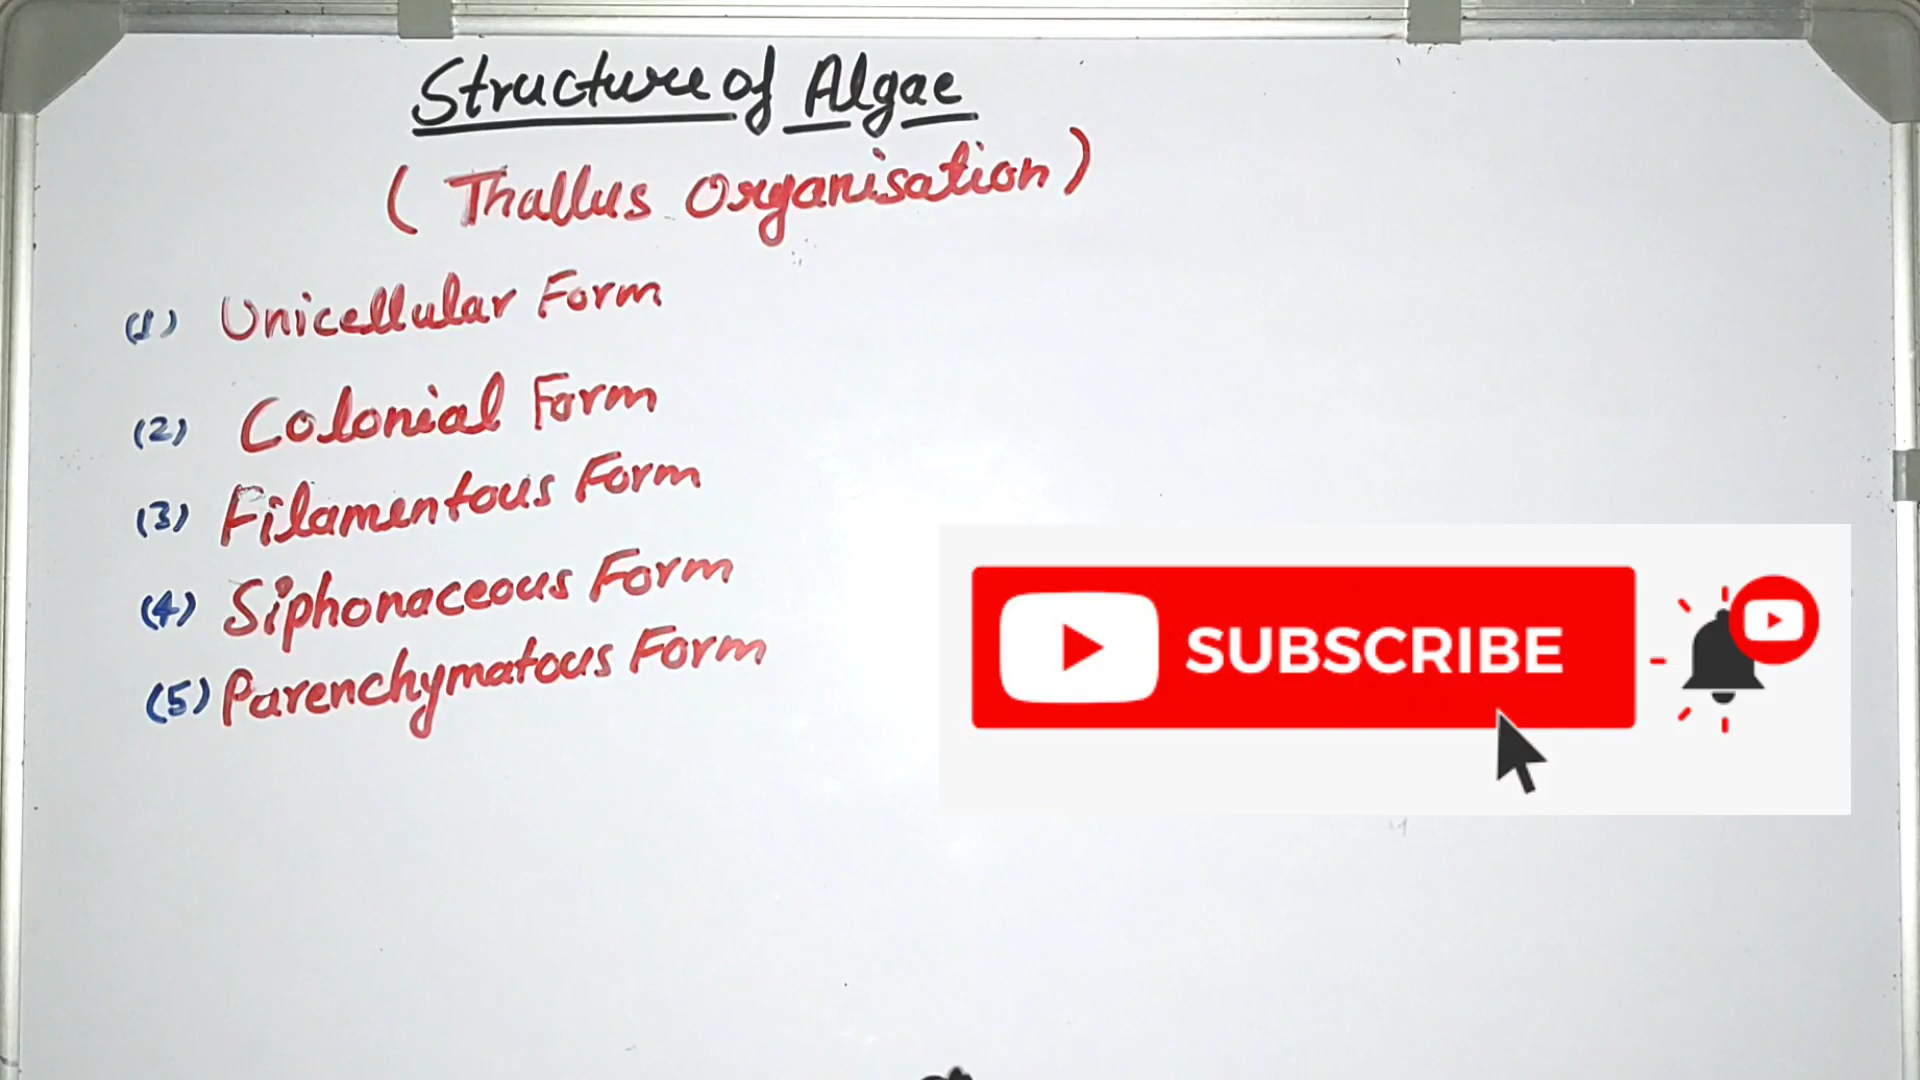 Structure of Algae
( Thallus Organisation )
(1) Unicellular Form
(2) Colonial Form
(3) Filamentous Form
(4) Siphonaceous Form
(5) Parenchymatous Form
SUBSCRIBE